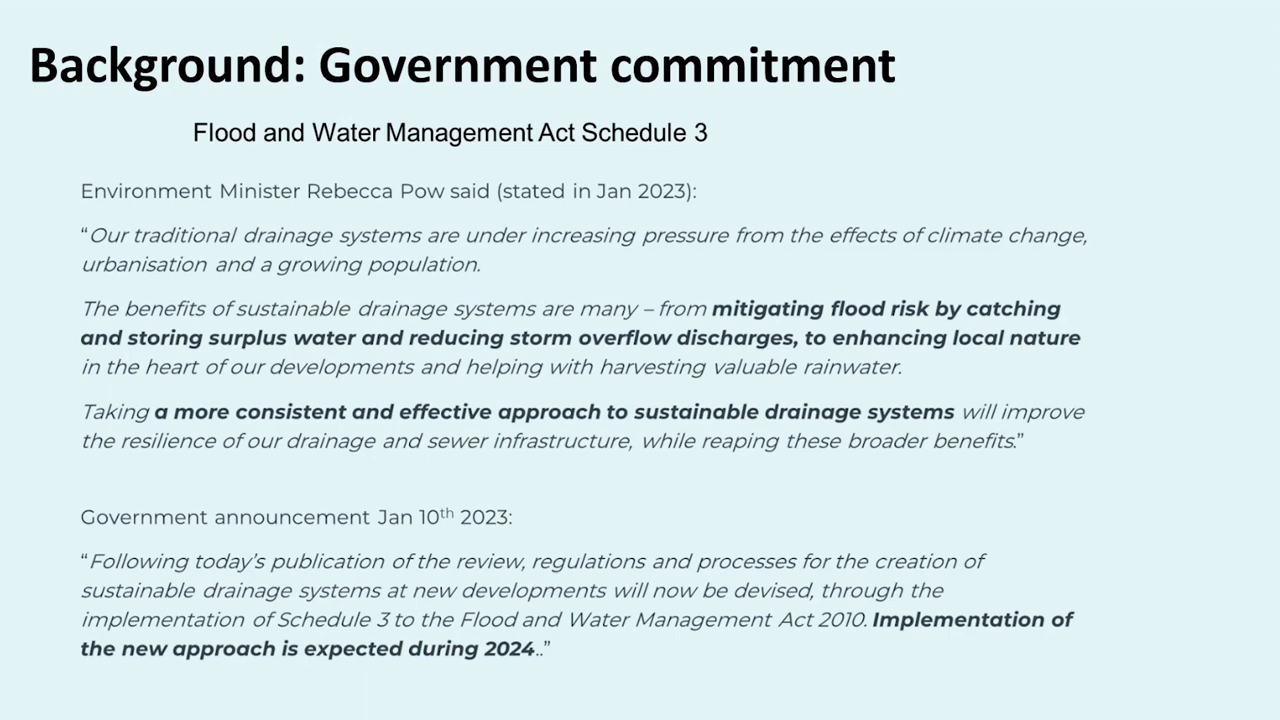 Background: Government commitment
Flood and Water Management Act Schedule 3
Environment Minister Rebecca Pow said (stated in Jan 2023):
“Our traditional drainage systems are under increasing pressure from the effects of climate change,
urbanisation and a growing population.
The benefits of sustainable drainage systems are many – from mitigating flood risk by catching
and storing surplus water and reducing storm overflow discharges, to enhancing local nature
in the heart of our developments and helping with harvesting valuable rainwater.
Taking a more consistent and effective approach to sustainable drainage systems will improve
the resilience of our drainage and sewer infrastructure, while reaping these broader benefits.”
Government announcement Jan 10th 2023:
“Following today’s publication of the review, regulations and processes for the creation of
sustainable drainage systems at new developments will now be devised, through the
implementation of Schedule 3 to the Flood and Water Management Act 2010. Implementation of
the new approach is expected during 2024..”